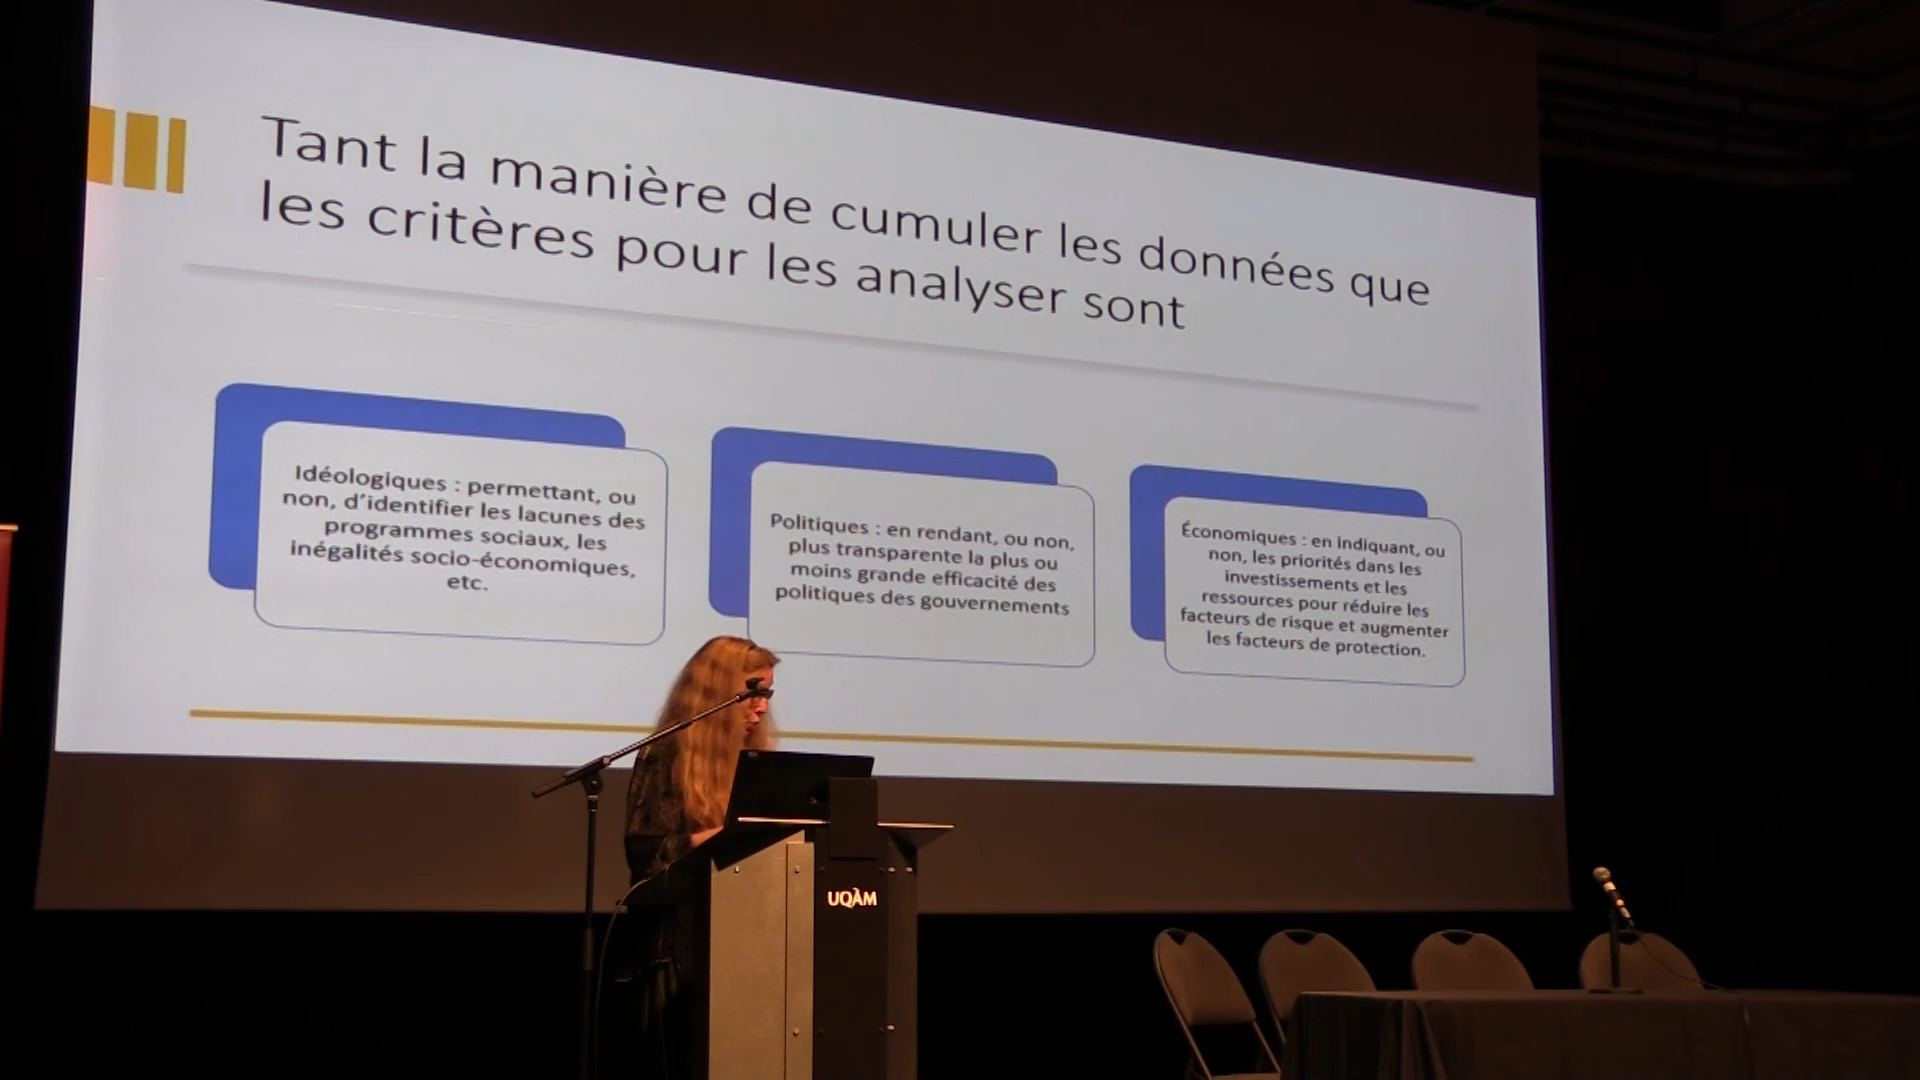 Tant la manière de cumuler les données que
les critères pour les analyser sont
Idéologiques : permettant, ou
non, d'identifier les lacunes des
programmes sociaux, les
inégalités socio-économiques,
etc.
Politiques : en rendant, ou non,
plus transparente la plus ou
moins grande efficacité des
politiques des gouvernements
Économiques : en indiquant, ou
non, les priorités dans les
investissements et les
ressources pour réduire les
facteurs de risque et augmenter
les facteurs de protection.
UQÀM